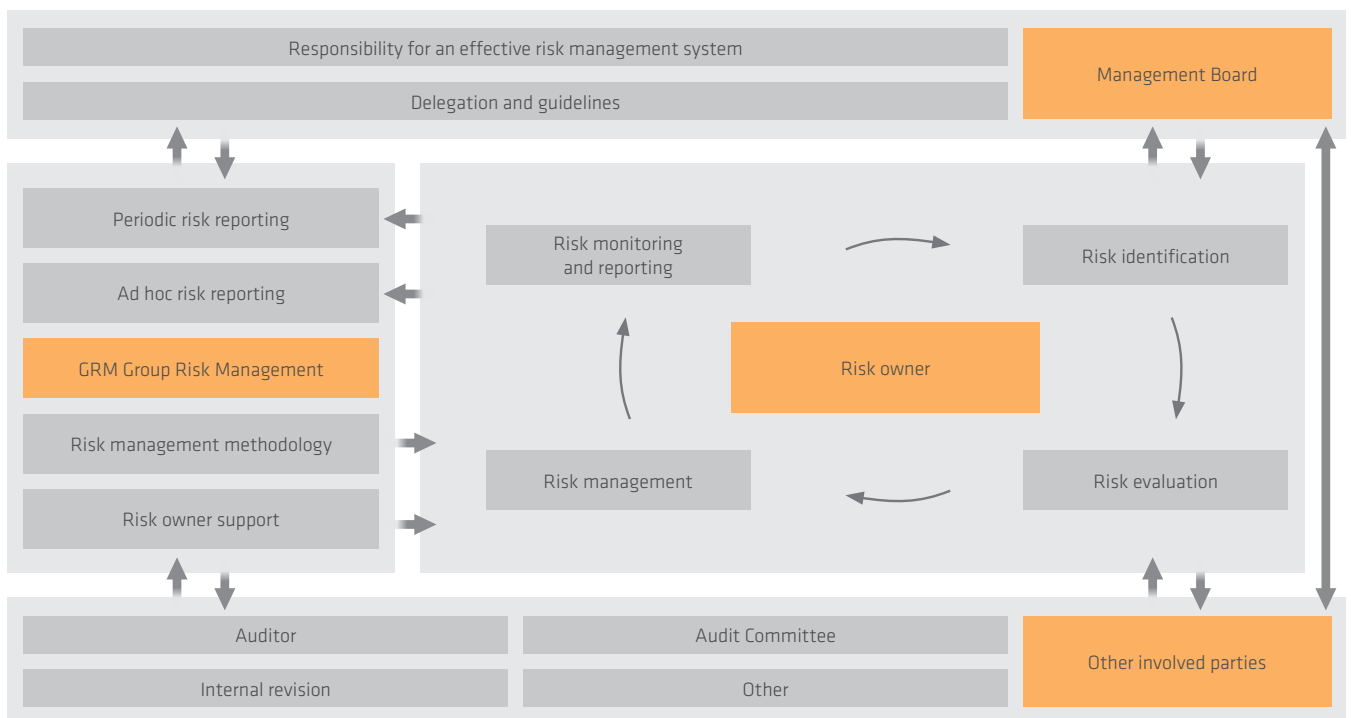 Responsibility for an effective risk management system
Management Board
Delegation and guidelines
Periodic risk reporting
Ad hoc risk reporting
GRM Group Risk Management
Risk management methodology
Risk owner support
Risk monitoring
and reporting
Risk identification
Risk owner
Risk management
Risk evaluation
Auditor
Audit Committee
Other involved parties
Internal revision
Other